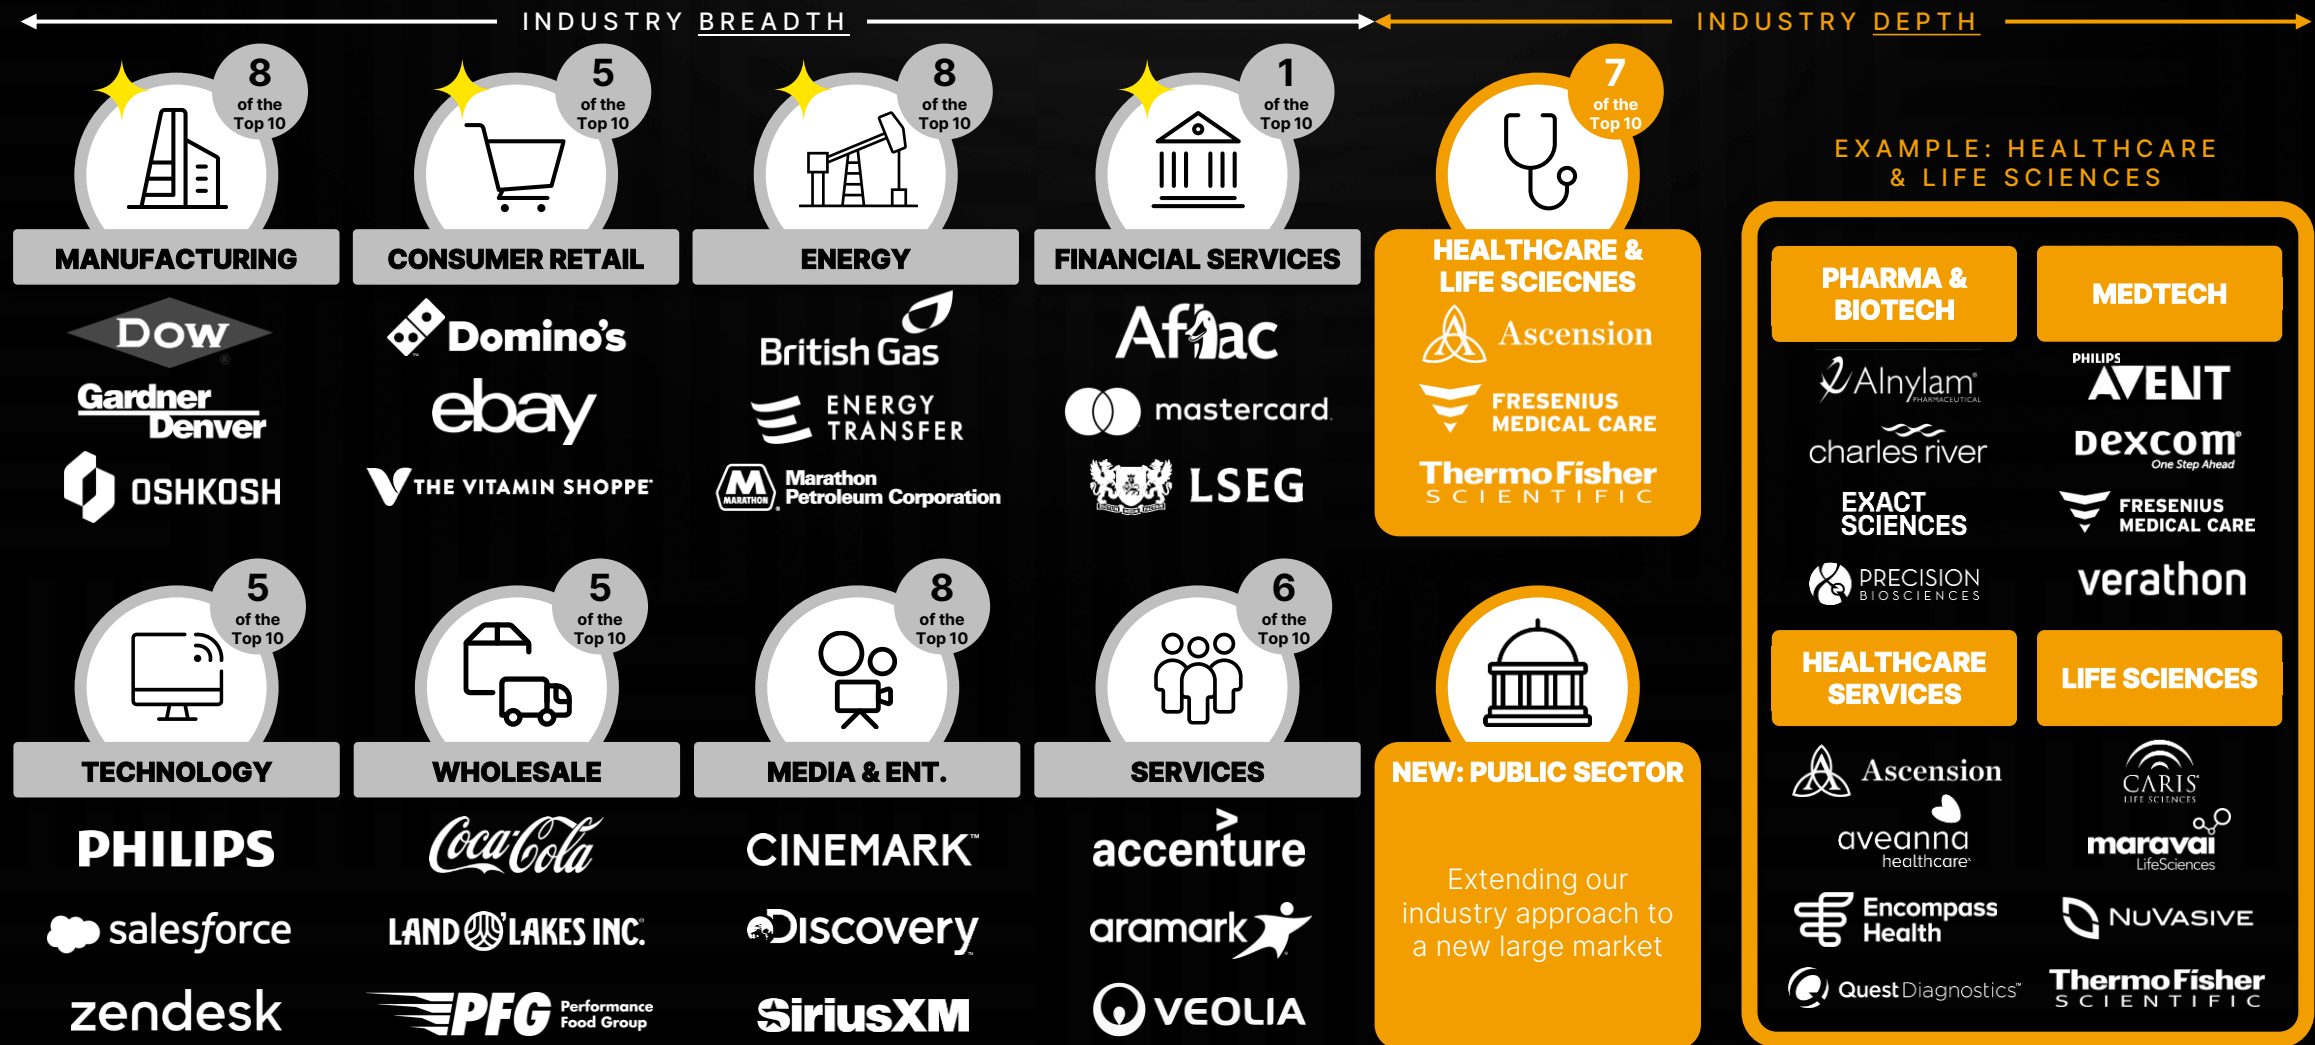 INDUSTRY BREADTH
INDUSTRY DEPTH
8
of the
Top 10
MANUFACTURING
DOW
®
Gardner
Denver
OSHKOSH
5
of the
Top 10
CONSUMER RETAIL
Domino's
ebay
THE VITAMIN SHOPPE
8
of the
Top 10
ENERGY
British Gas
ENERGY
TRANSFER
MARATHON
Marathon
Petroleum Corporation
1
of the
Top 10
FINANCIAL SERVICES
Aflac
mastercard.
LSEG
7
of the
Top 10
HEALTHCARE &
LIFE SCIECNES
Ascension
FRESENIUS
MEDICAL CARE
ThermoFisher
SCIENTIFIC
5
of the
Top 10
TECHNOLOGY
PHILIPS
salesforce
zendesk
5
of the
Top 10
WHOLESALE
Coca-Cola
LAND O'LAKES INC.
PFG Performance
Food Group
8
of the
Top 10
MEDIA & ENT.
CINEMARK™
Discovery
SiriusXM
6
of the
Top 10
SERVICES
accenture
aramark
VEOLIA
NEW: PUBLIC SECTOR
Extending our
industry approach to
a new large market
EXAMPLE: HEALTHCARE
& LIFE SCIENCES
PHARMA &
BIOTECH
Alnylam®
PHARMACEUTICAL
charles river
EXACT
SCIENCES
PRECISION
BIOSCIENCES
MEDTECH
PHILIPS
AVENT
Dexcom®
One Step Ahead
FRESENIUS
MEDICAL CARE
verathon
HEALTHCARE
SERVICES
Ascension
aveanna
healthcare
Encompass
Health
Quest Diagnostics™
LIFE SCIENCES
CARIS
LIFE SCIENCES
maravai
LifeSciences
NUVASIVE
ThermoFisher
SCIENTIFIC